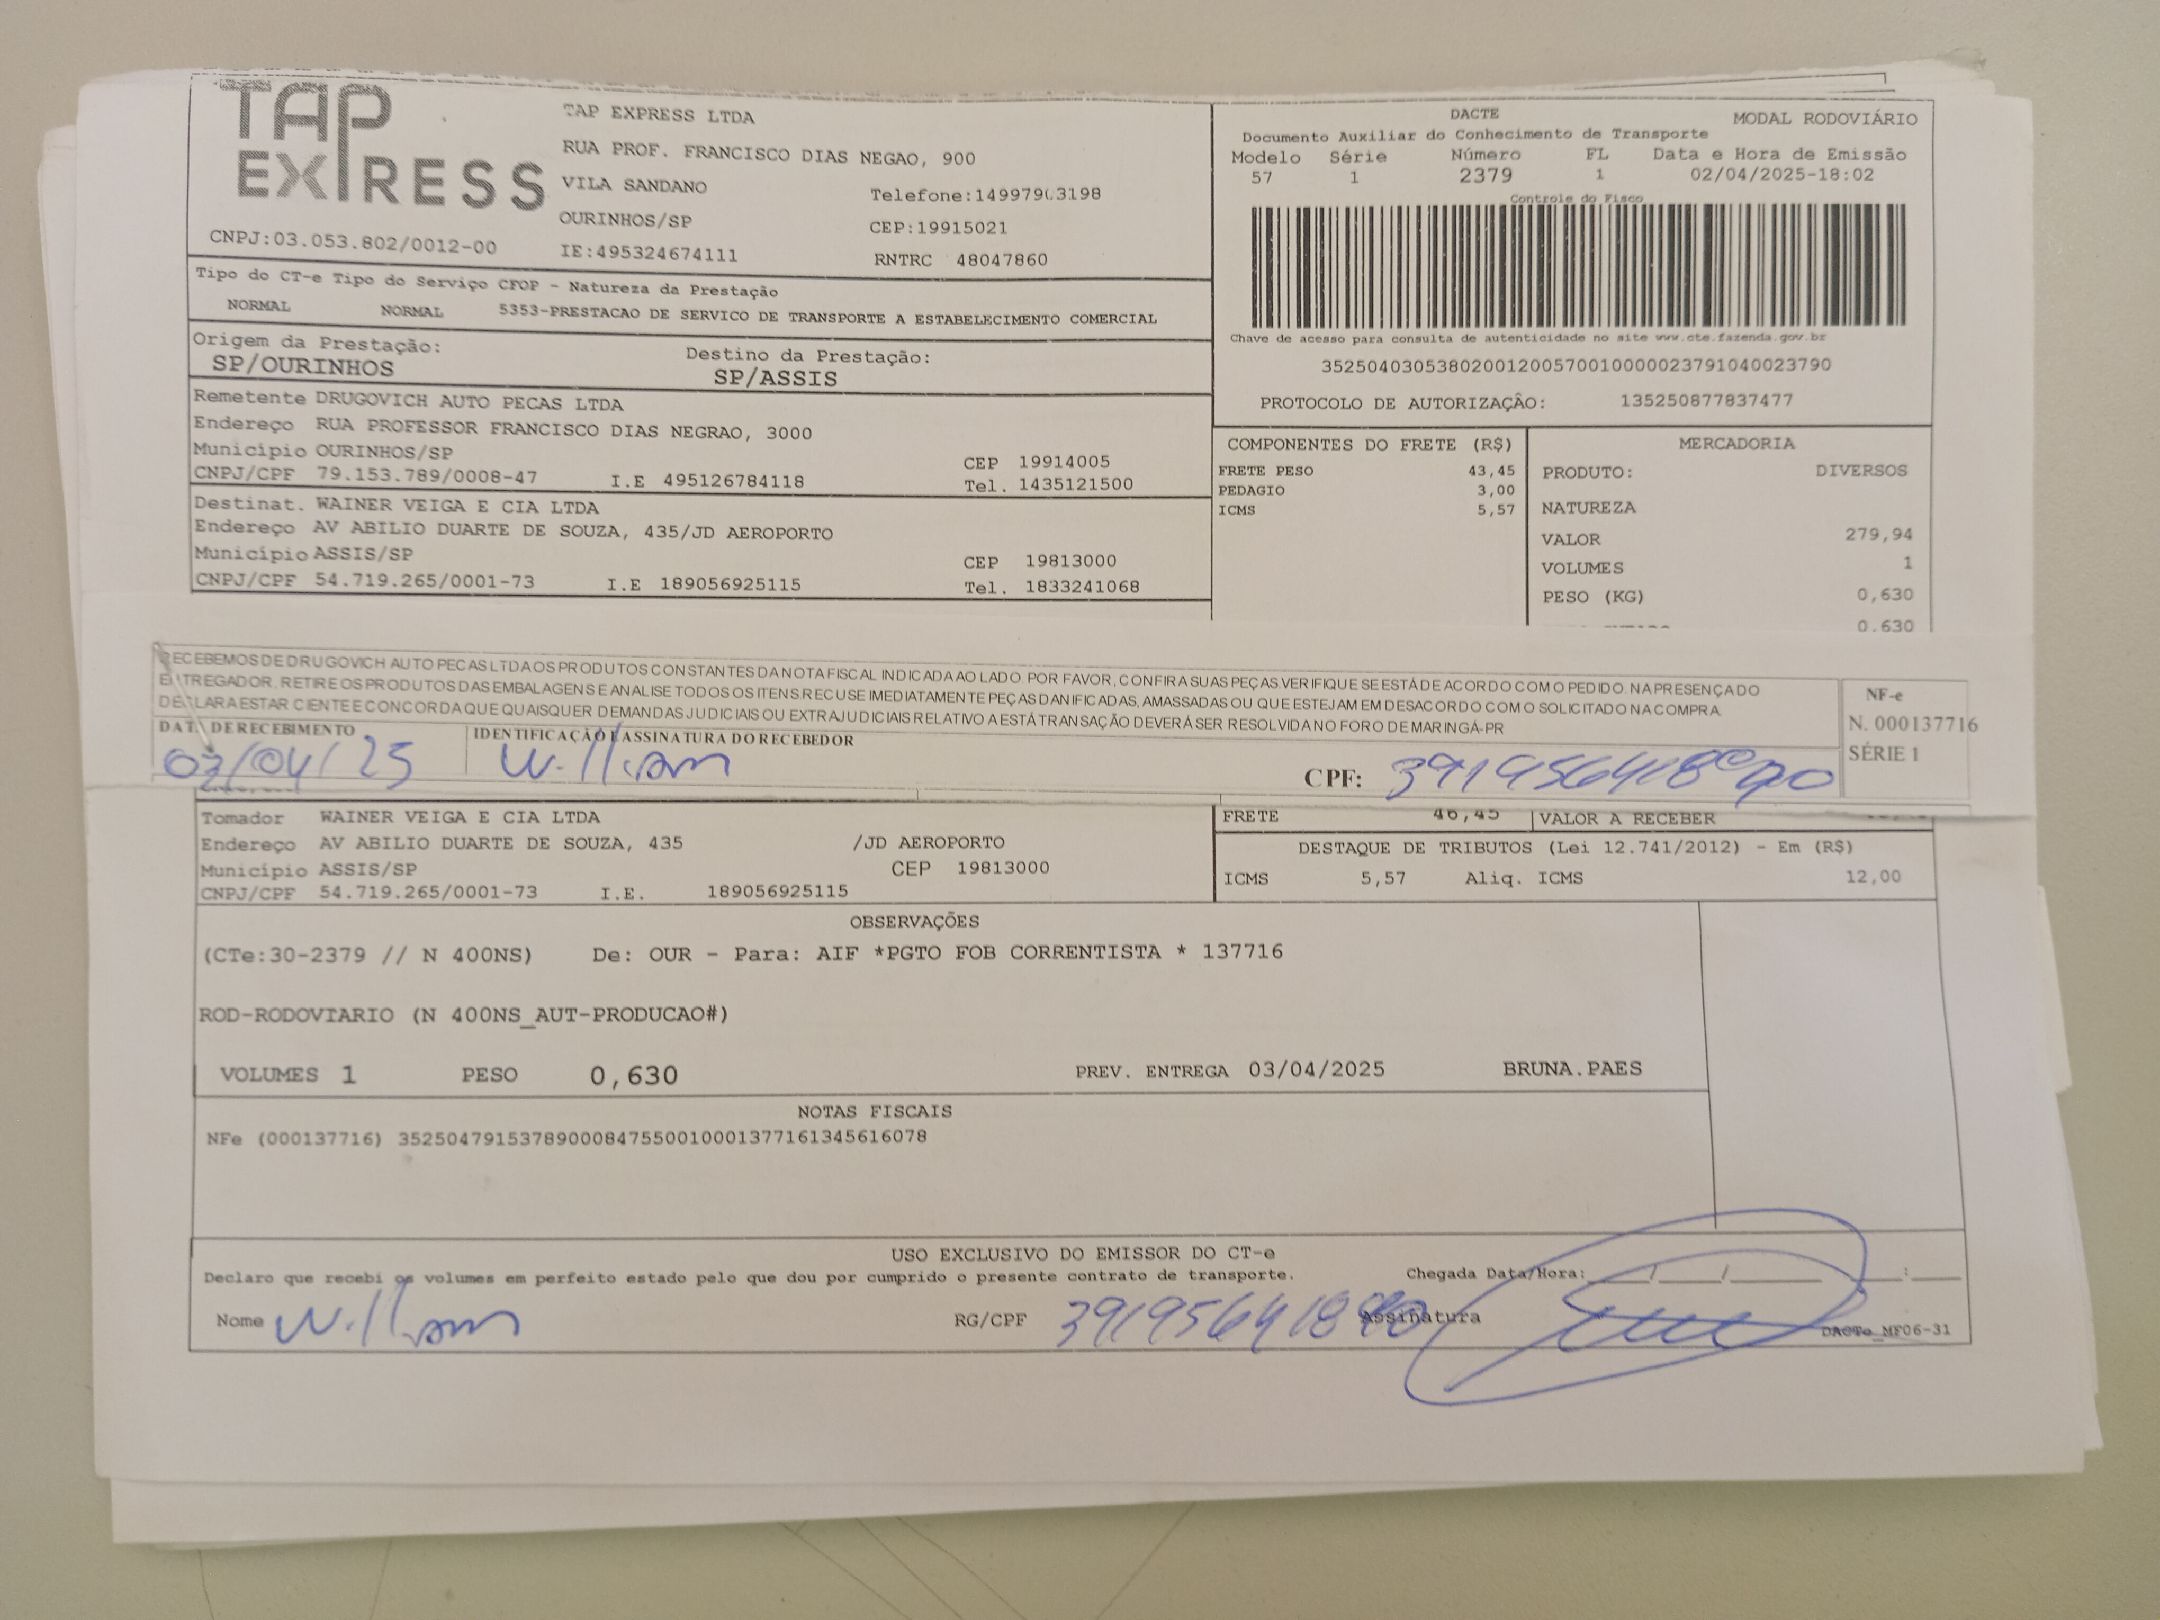 TAP
EXPRESS
TAP EXPRESS LTDA
RUA PROF. FRANCISCO DIAS NEGAO, 900
VILA SANDANO
Telefone:14997903198
OURINHOS/SP
CEP:19915021
CNPJ:03.053.802/0012-00
IE:495324674111
RNTRC 48047860
DACTE
MODAL RODOVIÁRIO
Documento Auxiliar do Conhecimento de Transporte
Modelo Série Número FL Data e Hora de Emissão
57 1 2379 1 02/04/2025-18:02
Controle do Fisco
Chave de acesso para consulta de autenticidade no site www.cte.fazenda.gov.br
35250403053802001200570010000023791040023790
PROTOCOLO DE AUTORIZAÇÃO: 135250877837477
Tipo do CT-e Tipo do Serviço CFOP - Natureza da Prestação
NORMAL NORMAL 5353-PRESTACAO DE SERVICO DE TRANSPORTE A ESTABELECIMENTO COMERCIAL
Origem da Prestação: Destino da Prestação:
SP/OURINHOS SP/ASSIS
Remetente DRUGOVICH AUTO PECAS LTDA
Endereço RUA PROFESSOR FRANCISCO DIAS NEGRAO, 3000
Município OURINHOS/SP CEP 19914005
CNPJ/CPF 79.153.789/0008-47 I.E 495126784118 Tel. 1435121500
Destinat. WAINER VEIGA E CIA LTDA
Endereço AV ABILIO DUARTE DE SOUZA, 435/JD AEROPORTO
Município ASSIS/SP CEP 19813000
CNPJ/CPF 54.719.265/0001-73 I.E 189056925115 Tel. 1833241068
COMPONENTES DO FRETE (R$)
FRETE PESO 43,45
PEDAGIO 3,00
ICMS 5,57
MERCADORIA
PRODUTO: DIVERSOS
NATUREZA
VALOR 279,94
VOLUMES 1
PESO (KG) 0,630
0.630
RECEBEMOS DE DRUGOVICH AUTO PECAS LTDA OS PRODUTOS CONSTANTES DA NOTA FISCAL INDICADA AO LADO. POR FAVOR, CONFIRA SUAS PEÇAS VERIFIQUE SE ESTÁ DE ACORDO COM O PEDIDO. NA PRESENÇA DO
ENTREGADOR, RETIRE OS PRODUTOS DAS EMBALAGENS E ANALISE TODOS OS ITENS RECUSE IMEDIATAMENTE PEÇAS DANIFICADAS, AMASSADAS OU QUE ESTEJAM EM DESACORDO COM O SOLICITADO NA COMPRA.
DECLARA ESTAR CIENTE E CONCORDA QUE QUAISQUER DEMANDAS JUDICIAIS OU EXTRAJUDICIAIS RELATIVO A ESTÁ TRANSAÇÃO DEVERÁ SER RESOLVIDA NO FORO DE MARINGÁ-PR
DATA DE RECEBIMENTO IDENTIFICAÇÃO E ASSINATURA DO RECEBEDOR
03/04/25 William CPF: 39195641890
NF-e
N. 000137716
SÉRIE 1
Tomador WAINER VEIGA E CIA LTDA
Endereço AV ABILIO DUARTE DE SOUZA, 435 /JD AEROPORTO
Município ASSIS/SP CEP 19813000
CNPJ/CPF 54.719.265/0001-73 I.E. 189056925115
FRETE 46,45 VALOR A RECEBER
DESTAQUE DE TRIBUTOS (Lei 12.741/2012) - Em (R$)
ICMS 5,57 Aliq. ICMS 12,00
OBSERVAÇÕES
(CTe:30-2379 // N 400NS) De: OUR - Para: AIF *PGTO FOB CORRENTISTA * 137716
ROD-RODOVIARIO (N 400NS_AUT-PRODUCAO#)
VOLUMES 1 PESO 0,630 PREV. ENTREGA 03/04/2025 BRUNA.PAES
NOTAS FISCAIS
NFe (000137716) 35250479153789000847550010001377161345616078
USO EXCLUSIVO DO EMISSOR DO CT-e
Declaro que recebi os volumes em perfeito estado pelo que dou por cumprido o presente contrato de transporte. Chegada Data/Hora: / / :
Nome William RG/CPF 39195641890 Assinatura DACTe_MF06-31